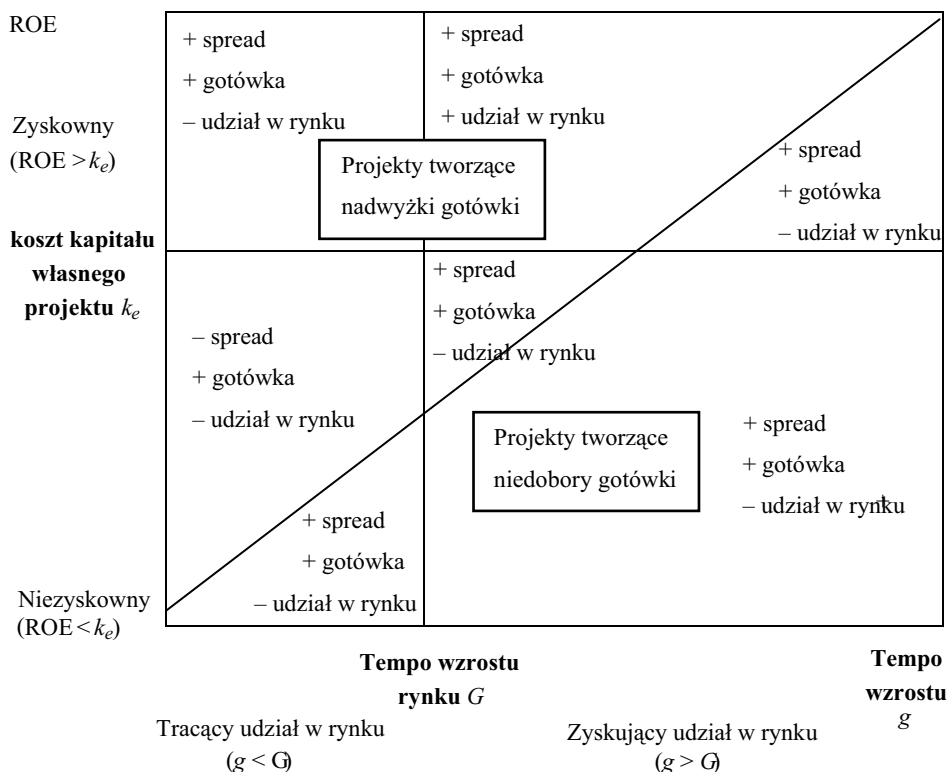 ROE
+ spread
+ gotówka
– udział w rynku
+ spread
+ gotówka
+ udział w rynku
Zyskowny
(ROE > ke)
Projekty tworzące
nadwyżki gotówki
+ spread
+ gotówka
– udział w rynku
koszt kapitału
własnego
projektu ke
– spread
+ gotówka
– udział w rynku
+ spread
+ gotówka
– udział w rynku
Projekty tworzące
niedobory gotówki
+ spread
+ gotówka
– udział w rynku
+
+ spread
+ gotówka
– udział w rynku
Niezyskowny
(ROE < ke)
Tempo wzrostu
rynku G
Tempo
wzrostu
g
Tracący udział w rynku
(g < G)
Zyskujący udział w rynku
(g > G)